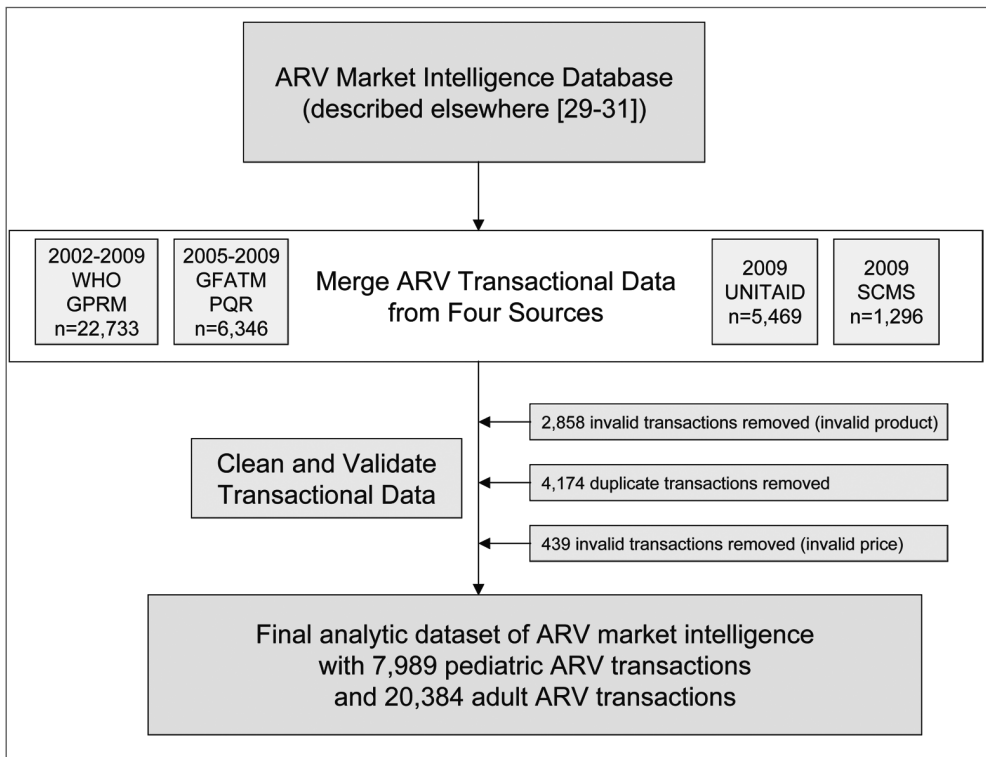 ARV Market Intelligence Database
(described elsewhere [29-31])
2002-2009
WHO
GPRM
n=22,733
2005-2009
GFATM
PQR
n=6,346
Merge ARV Transactional Data
from Four Sources
2009
UNITAID
n=5,469
2009
SCMS
n=1,296
2,858 invalid transactions removed (invalid product)
Clean and Validate
Transactional Data
4,174 duplicate transactions removed
439 invalid transactions removed (invalid price)
Final analytic dataset of ARV market intelligence
with 7,989 pediatric ARV transactions
and 20,384 adult ARV transactions